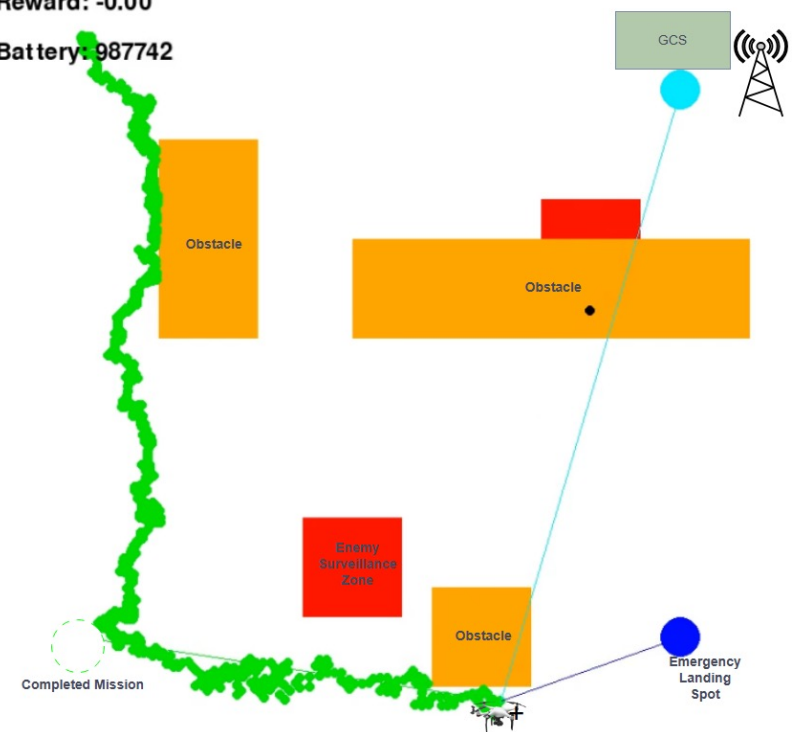 Reward: -0.00
Battery: 987742
GCS
Obstacle
Obstacle
Enemy
Surveillance
Zone
Obstacle
Completed Mission
Emergency
Landing
Spot